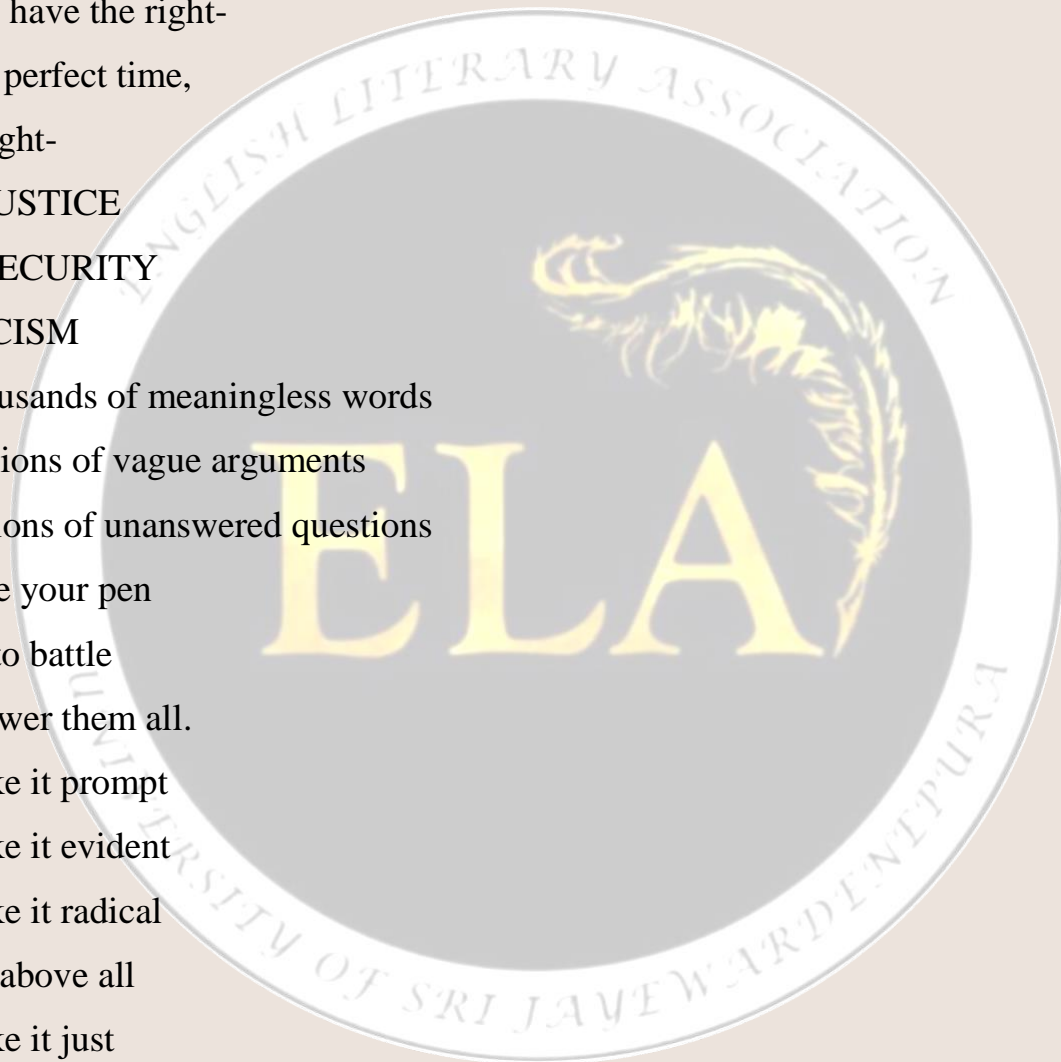 have the right-
perfect time,
ght-
USTICE
ECURITY
CISM
usands of meaningless words
ions of vague arguments
ions of unanswered questions
e your pen
to battle
wer them all.
ke it prompt
ke it evident
ke it radical
above all
ke it just
ENGLISH LITERARY ASSOCIATION
ELA
UNIVERSITY OF SRI JAYEWARDENEPURA